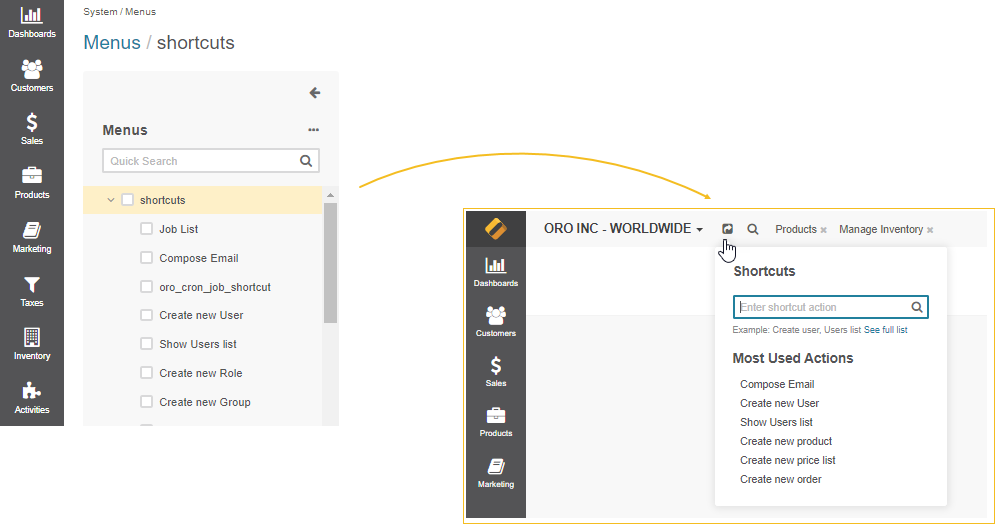 Dashboards
Customers
Sales
Products
Marketing
Taxes
Inventory
Activities
System / Menus
Menus / shortcuts
Menus
Quick Search
shortcuts
Job List
Compose Email
oro_cron_job_shortcut
Create new User
Show Users list
Create new Role
Create new Group
ORO INC - WORLDWIDE
Products
Manage Inventory
Dashboards
Customers
Sales
Products
Marketing
Shortcuts
Enter shortcut action
Example: Create user, Users list See full list
Most Used Actions
Compose Email
Create new User
Show Users list
Create new product
Create new price list
Create new order